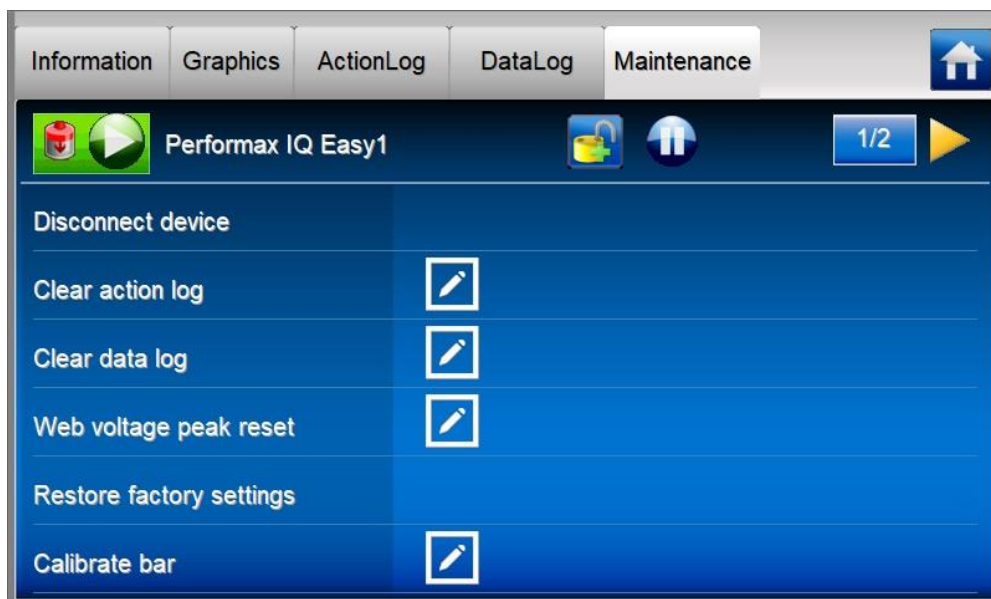 Information Graphics ActionLog DataLog Maintenance
Performax IQ Easy1 1/2
Disconnect device
Clear action log
Clear data log
Web voltage peak reset
Restore factory settings
Calibrate bar